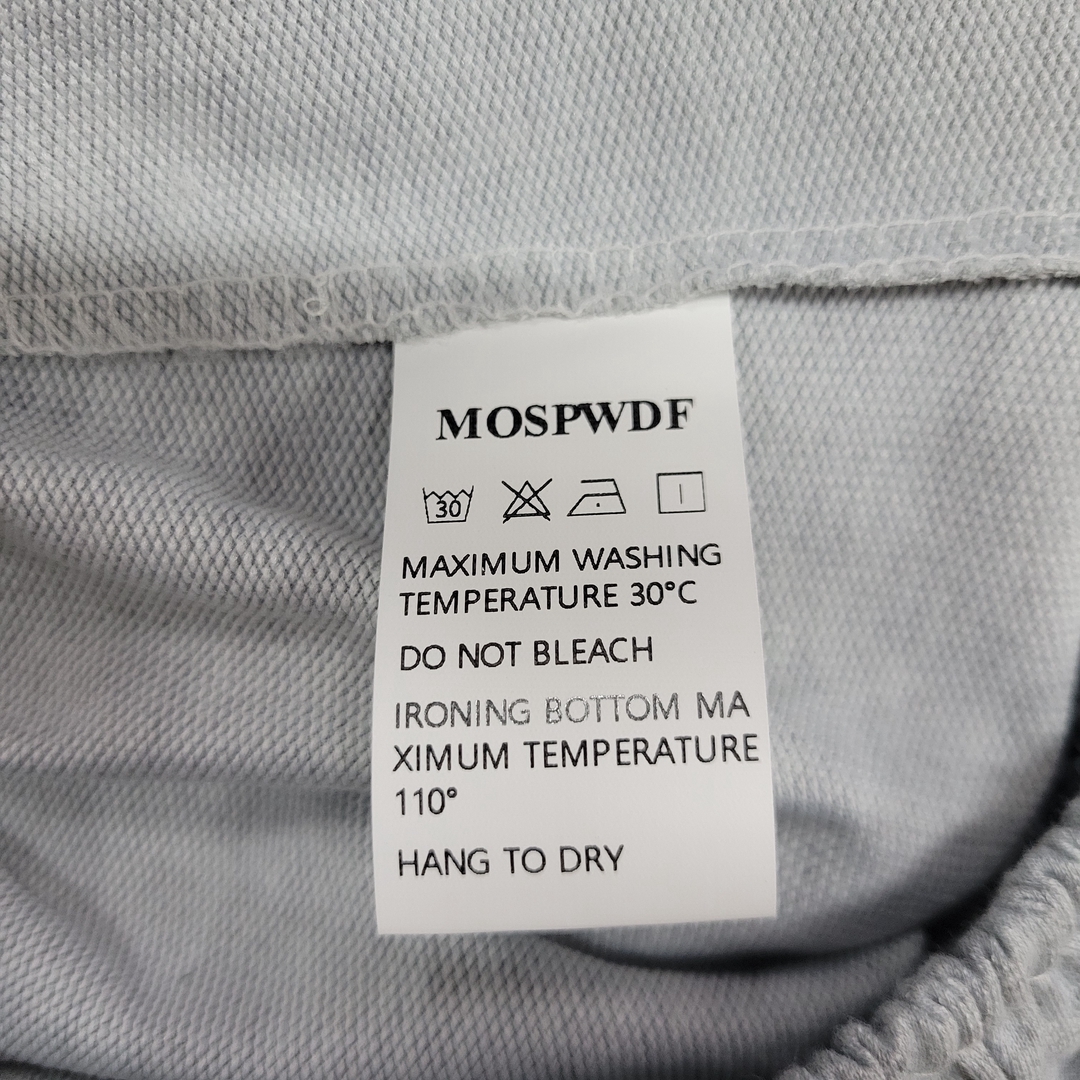 MOSPWDF
30
MAXIMUM WASHING
TEMPERATURE 30°C
DO NOT BLEACH
IRONING BOTTOM MA
XIMUM TEMPERATURE
110°
HANG TO DRY